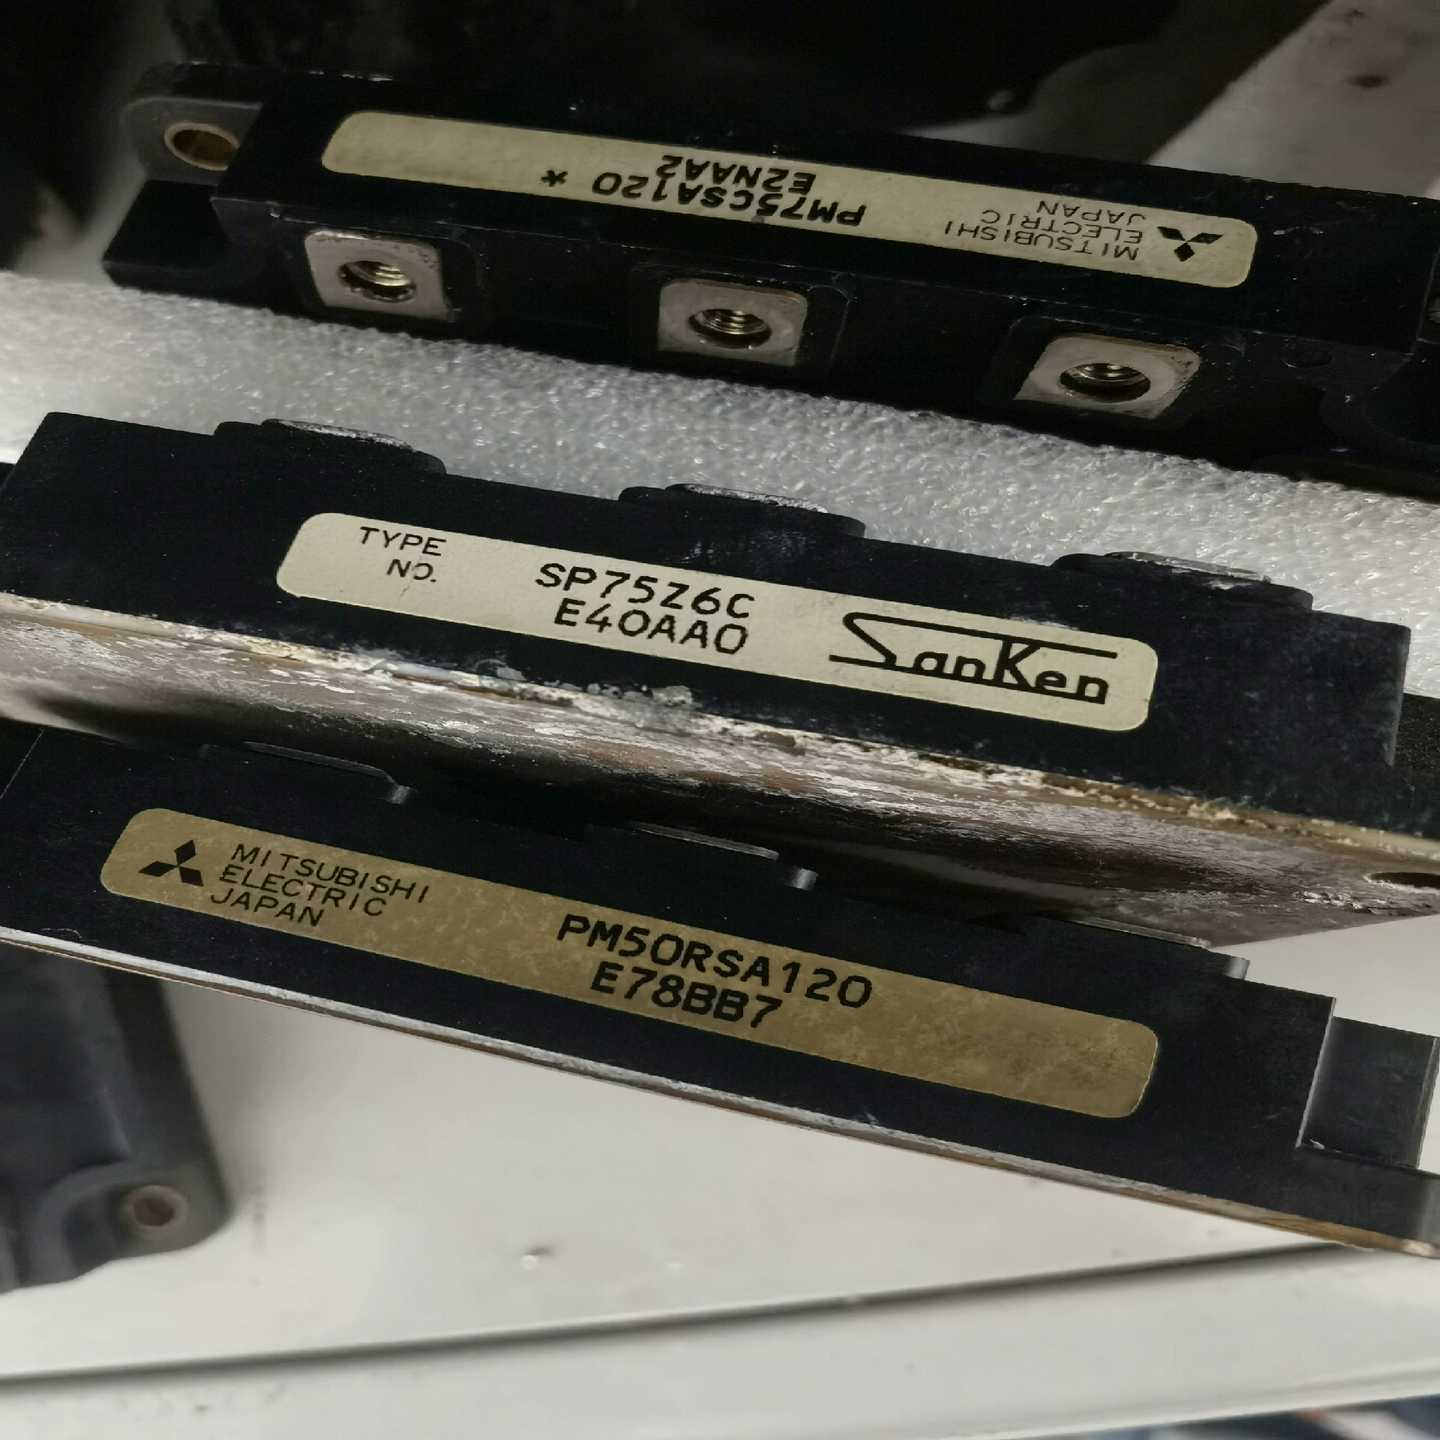 MITSUBISHI
ELECTRIC
JAPAN
PM75CSA120 *
E2NAA2
TYPE
NO.
SP75Z6C
E40AA0
SanKen
MITSUBISHI
ELECTRIC
JAPAN
PM50RSA120
E78BB7